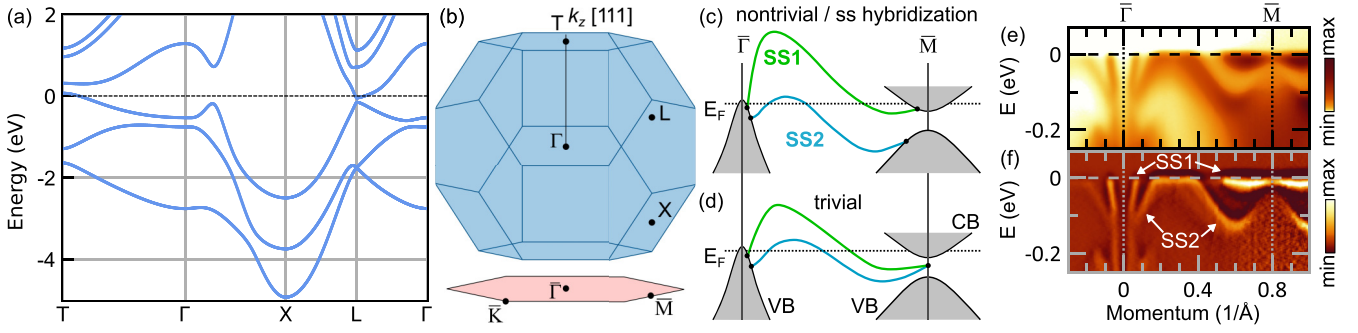 (a)
2
0
-2
-4
Energy (eV)
T
Γ
X
L
Γ
(b)
T
k_z [111]
L
Γ
X
Γ̅
K̅
M̅
(c)
nontrivial / ss hybridization
Γ̅
M̅
SS1
E_F
SS2
(d)
trivial
CB
E_F
VB
VB
Γ̅
M̅
(e)
0
-0.2
E (eV)
min
max
(f)
SS1
0
-0.2
E (eV)
SS2
min
max
0
0.4
0.8
Momentum (1/Å)